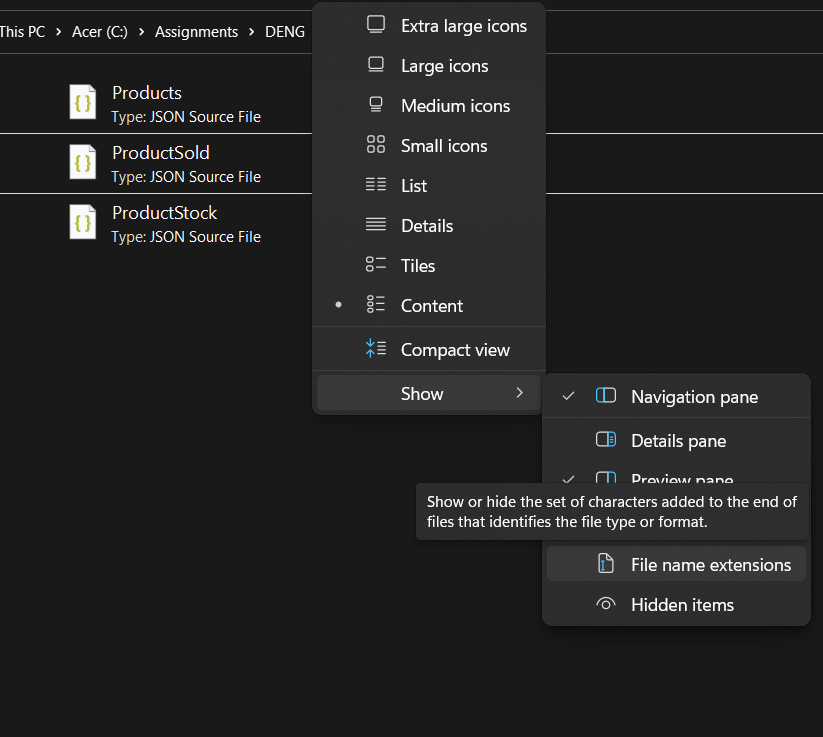 This PC > Acer (C:) > Assignments > DENG
Products
Type: JSON Source File
ProductSold
Type: JSON Source File
ProductStock
Type: JSON Source File
Extra large icons
Large icons
Medium icons
Small icons
List
Details
Tiles
Content
Compact view
Show
Navigation pane
Details pane
Preview pane
Show or hide the set of characters added to the end of
files that identifies the file type or format.
File name extensions
Hidden items